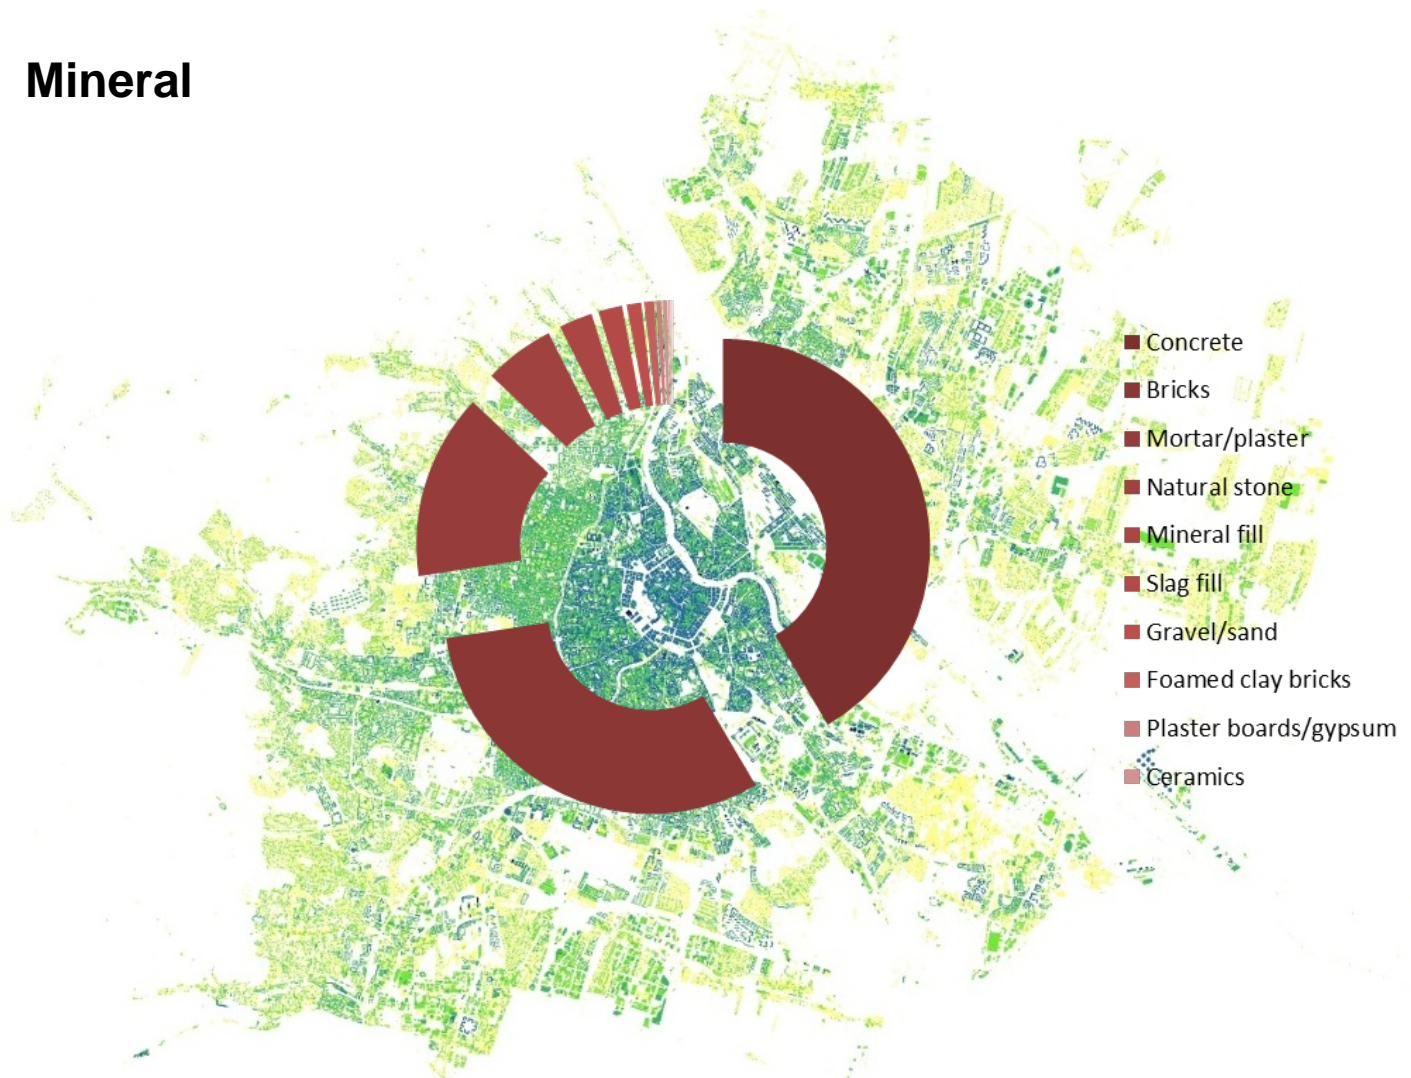 Mineral
Concrete
Bricks
Mortar/plaster
Natural stone
Mineral fill
Slag fill
Gravel/sand
Foamed clay bricks
Plaster boards/gypsum
Ceramics